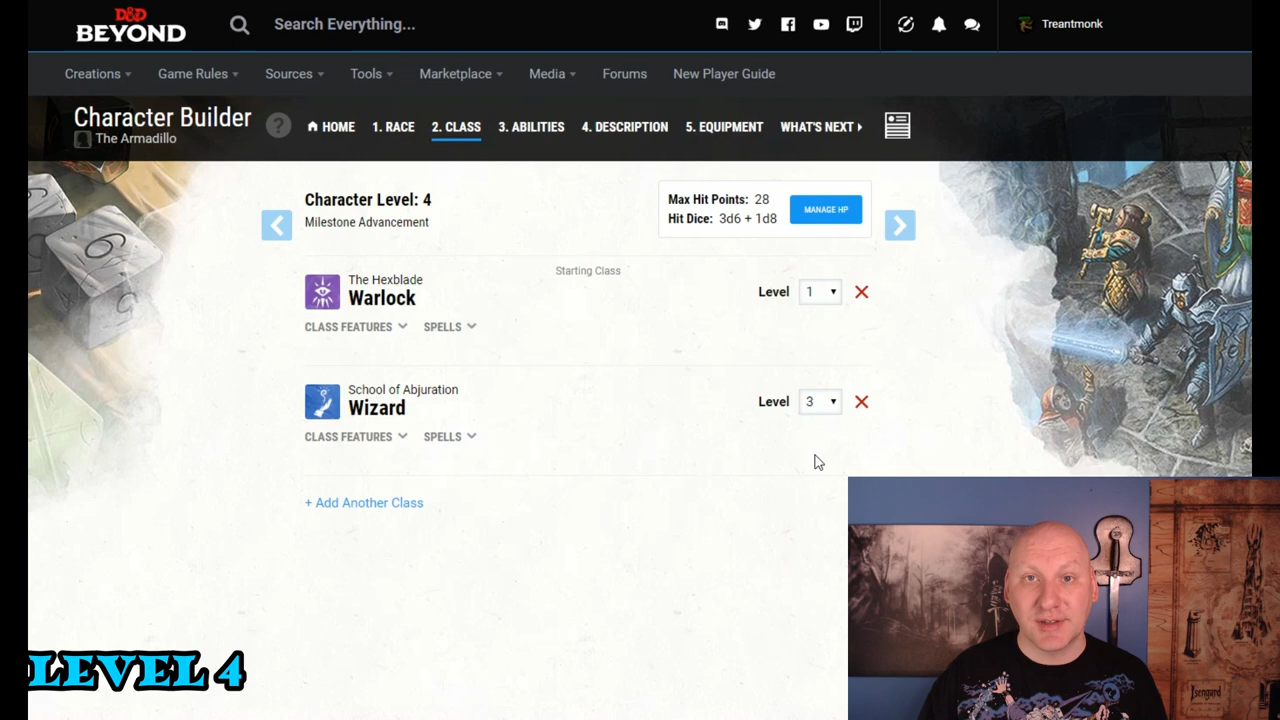 D&D
BEYOND
Search Everything...
Treantmonk
Creations
Game Rules
Sources
Tools
Marketplace
Media
Forums
New Player Guide
Character Builder
The Armadillo
?
HOME
1. RACE
2. CLASS
3. ABILITIES
4. DESCRIPTION
5. EQUIPMENT
WHAT'S NEXT
Character Level: 4
Milestone Advancement
Max Hit Points: 28
Hit Dice: 3d6 + 1d8
MANAGE HP
Starting Class
The Hexblade
Warlock
Level 1
CLASS FEATURES
SPELLS
School of Abjuration
Wizard
Level 3
CLASS FEATURES
SPELLS
+ Add Another Class
LEVEL 4
Isengard